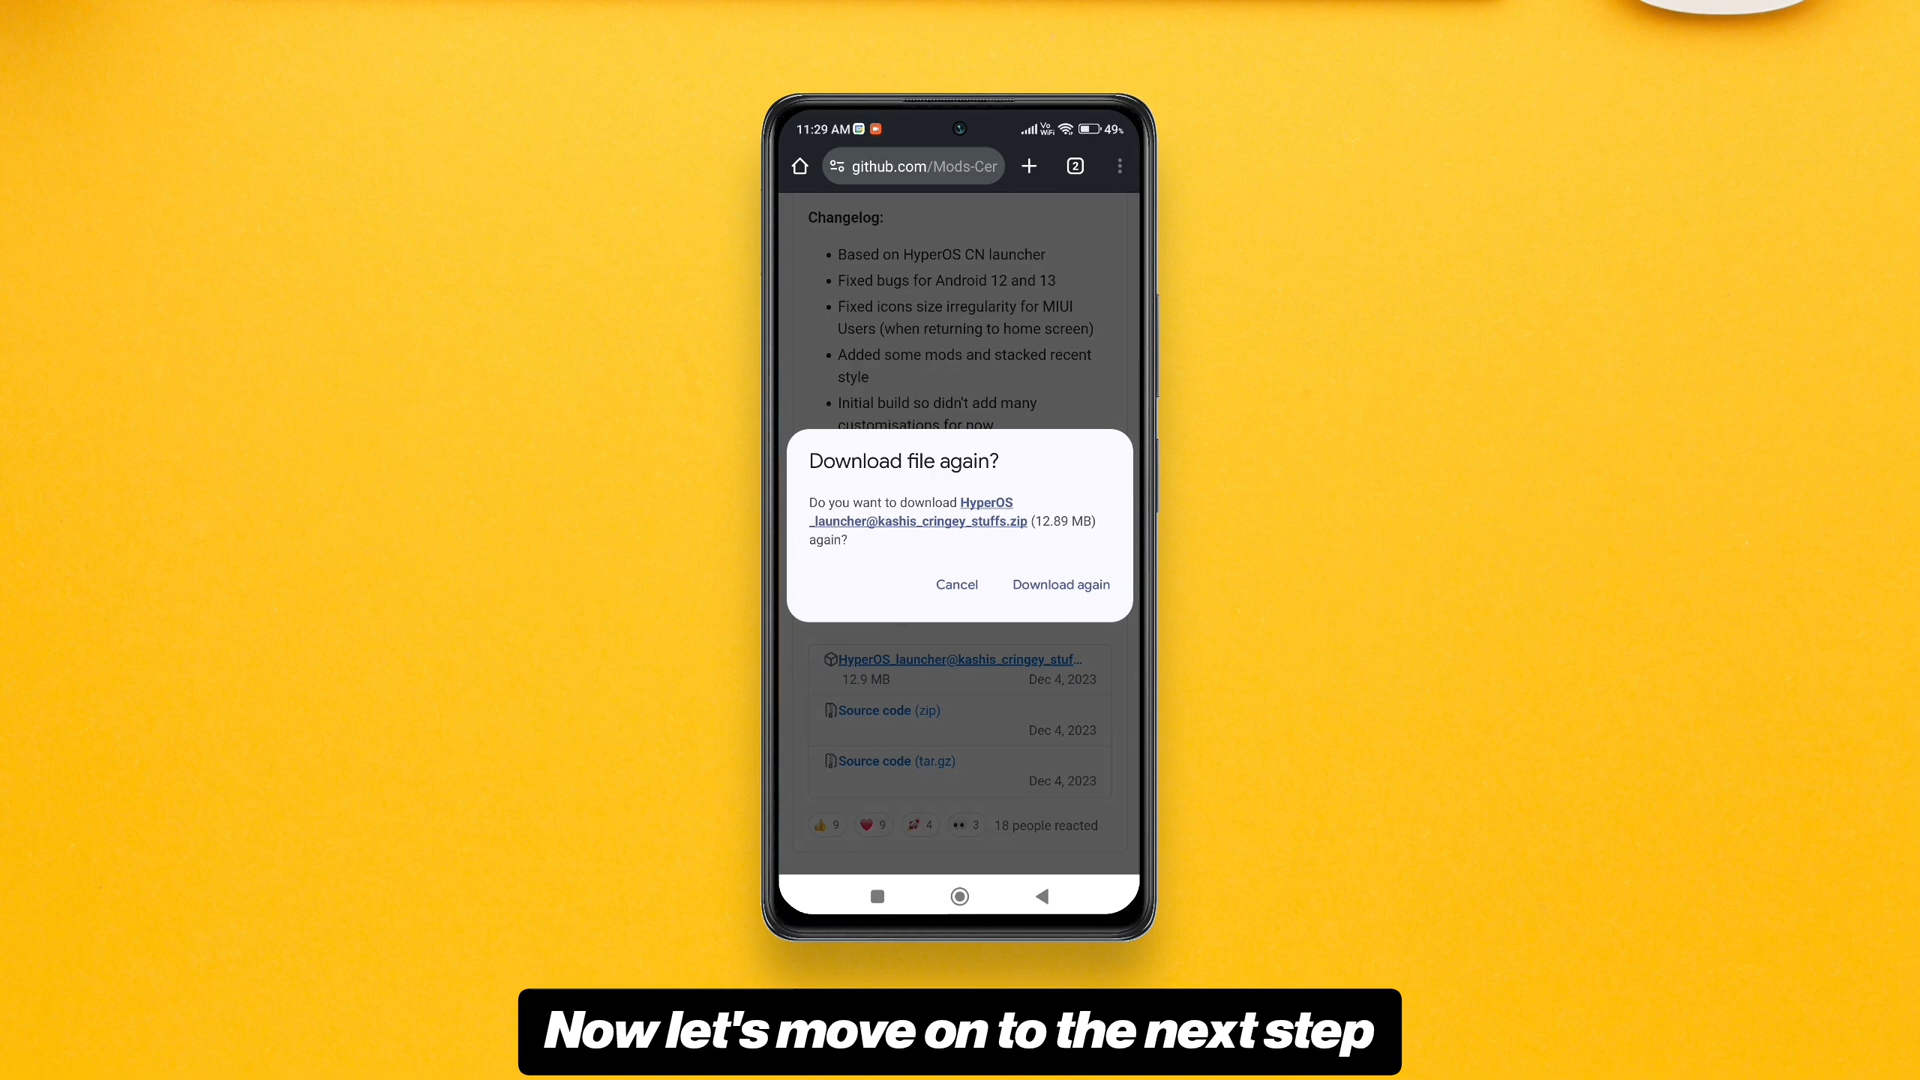 11:29 AM Vo WiFi 49%
github.com/Mods-Cer 2
Changelog:
• Based on HyperOS CN launcher
• Fixed bugs for Android 12 and 13
• Fixed icons size irregularity for MIUI
Users (when returning to home screen)
• Added some mods and stacked recent
style
• Initial build so didn't add many
customisations for now
Download file again?
Do you want to download HyperOS
_launcher@kashis_cringey_stuffs.zip (12.89 MB)
again?
Cancel Download again
HyperOS_launcher@kashis_cringey_stuf...
12.9 MB Dec 4, 2023
Source code (zip)
Dec 4, 2023
Source code (tar.gz)
Dec 4, 2023
9 9 4 3 18 people reacted
Now let's move on to the next step